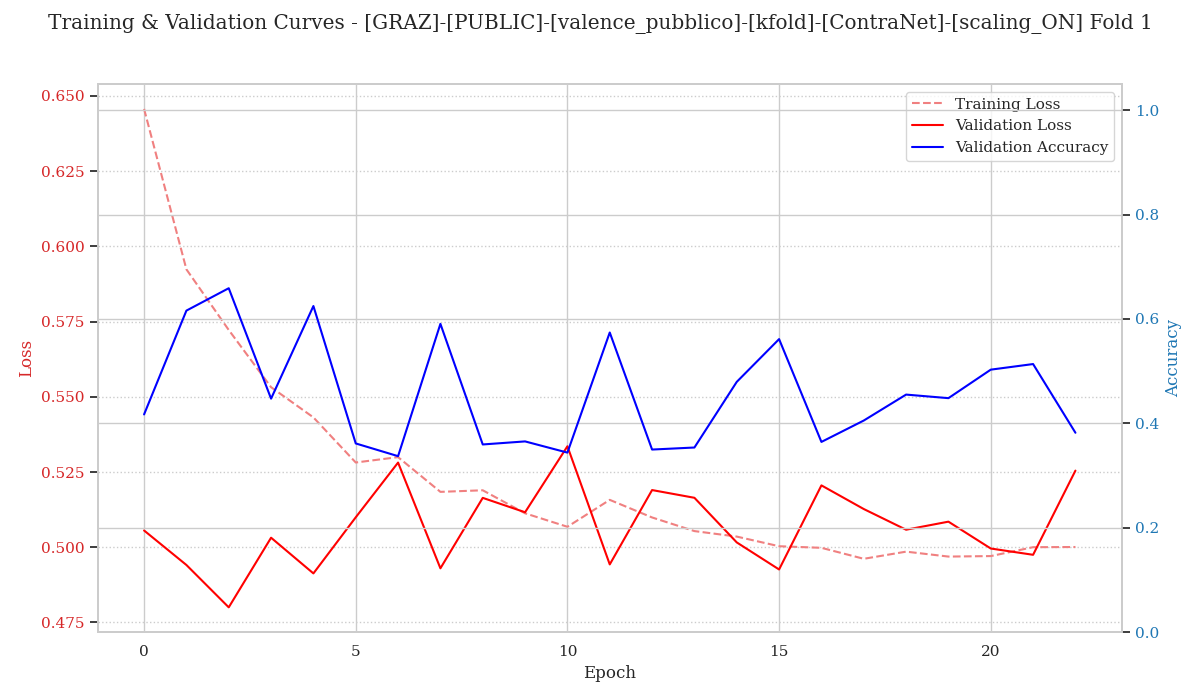 Training & Validation Curves - [GRAZ]-[PUBLIC]-[valence_pubblico]-[kfold]-[ContraNet]-[scaling_ON] Fold 1
Training Loss
Validation Loss
Validation Accuracy
0.650
0.625
0.600
0.575
0.550
0.525
0.500
0.475
Loss
1.0
0.8
0.6
0.4
0.2
0.0
Accuracy
0 5 10 15 20
Epoch